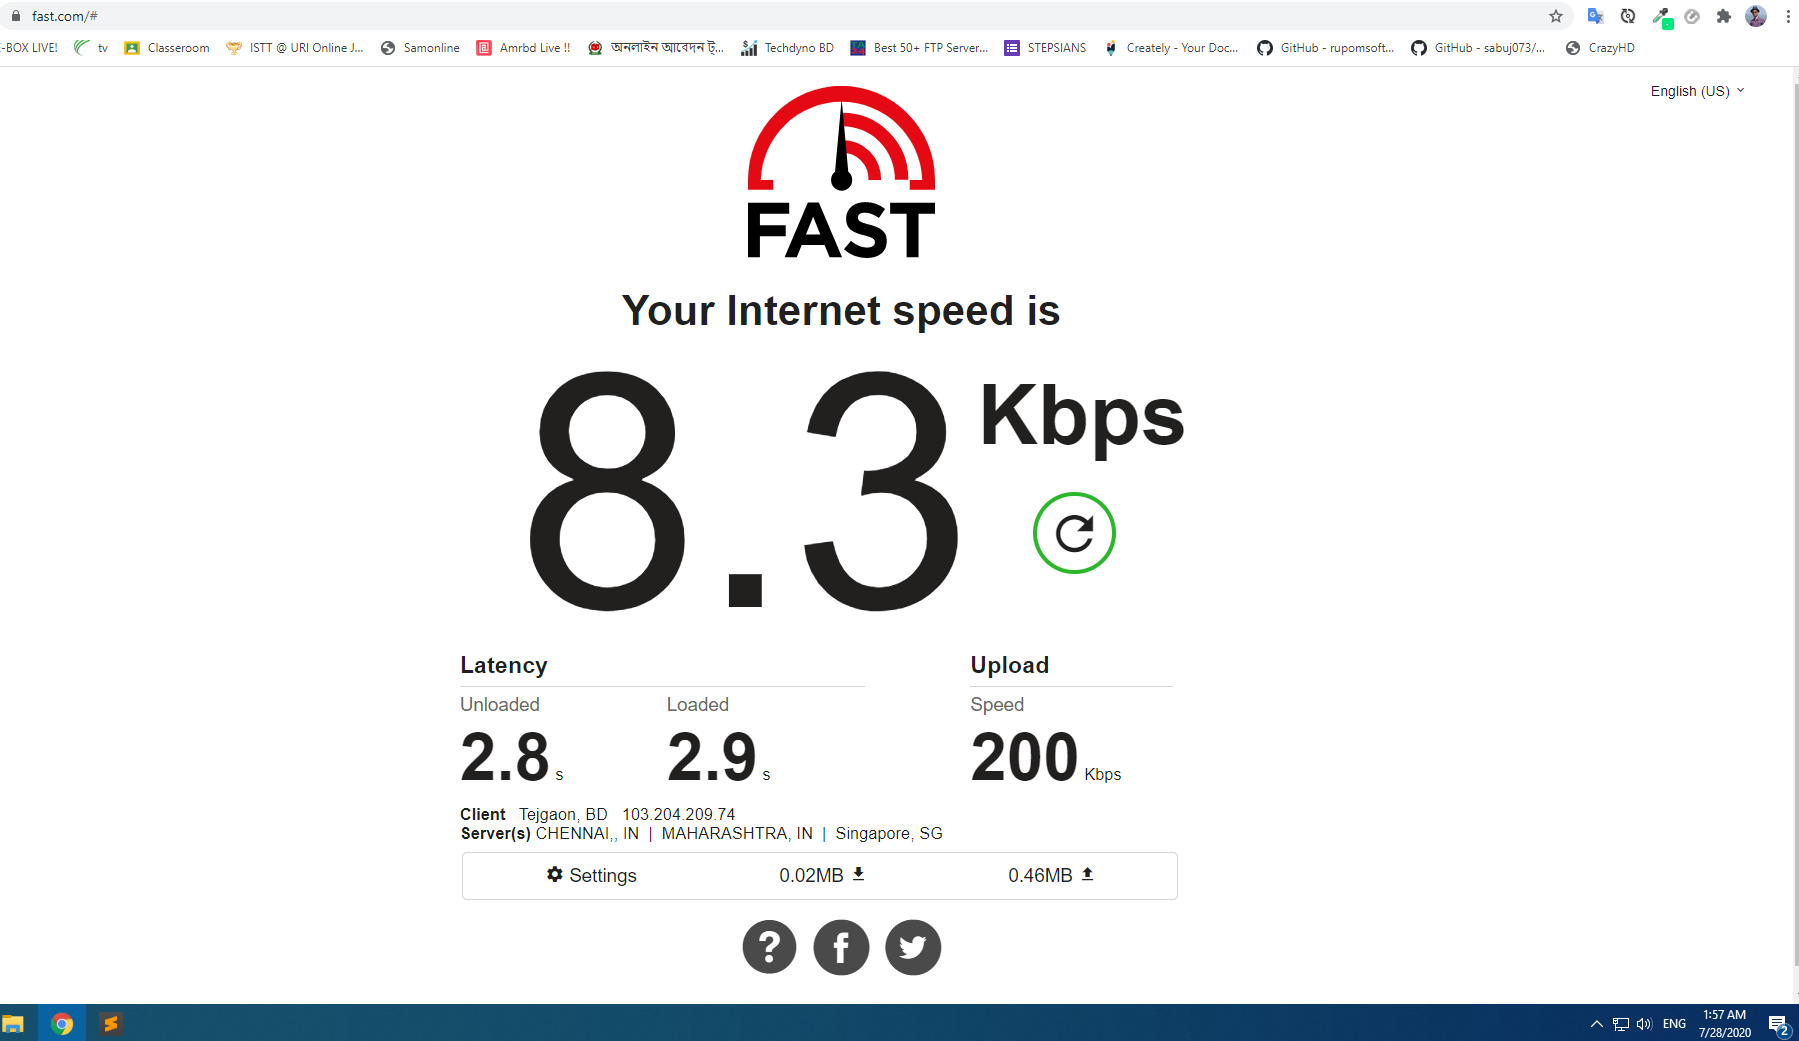 fast.com/#
E-BOX LIVE! tv Classeroom ISTT @ URI Online J... Samonline Amrbd Live !! অনলাইন আবেদন ট্... Techdyno BD Best 50+ FTP Server... STEPSIANS Creately - Your Doc... GitHub - rupomsoft... GitHub - sabuj073/... CrazyHD
English (US)
FAST
Your Internet speed is
8.3 Kbps
Latency Upload
Unloaded Loaded Speed
2.8 s 2.9 s 200 Kbps
Client Tejgaon, BD 103.204.209.74
Server(s) CHENNAI,, IN | MAHARASHTRA, IN | Singapore, SG
Settings 0.02MB 0.46MB
?
ENG
1:57 AM
7/28/2020
2